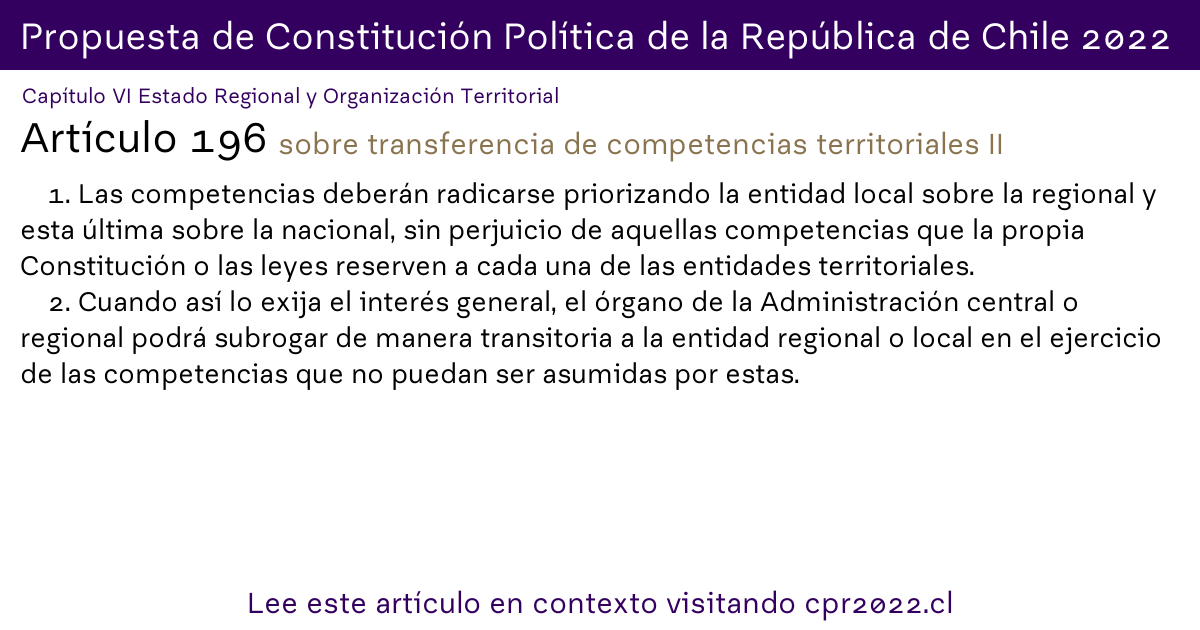 Propuesta de Constitución Política de la República de Chile 2022
Capítulo VI Estado Regional y Organización Territorial
Artículo 196 sobre transferencia de competencias territoriales II
1. Las competencias deberán radicarse priorizando la entidad local sobre la regional y
esta última sobre la nacional, sin perjuicio de aquellas competencias que la propia
Constitución o las leyes reserven a cada una de las entidades territoriales.
2. Cuando así lo exija el interés general, el órgano de la Administración central o
regional podrá subrogar de manera transitoria a la entidad regional o local en el ejercicio
de las competencias que no puedan ser asumidas por estas.
Lee este artículo en contexto visitando cpr2022.cl